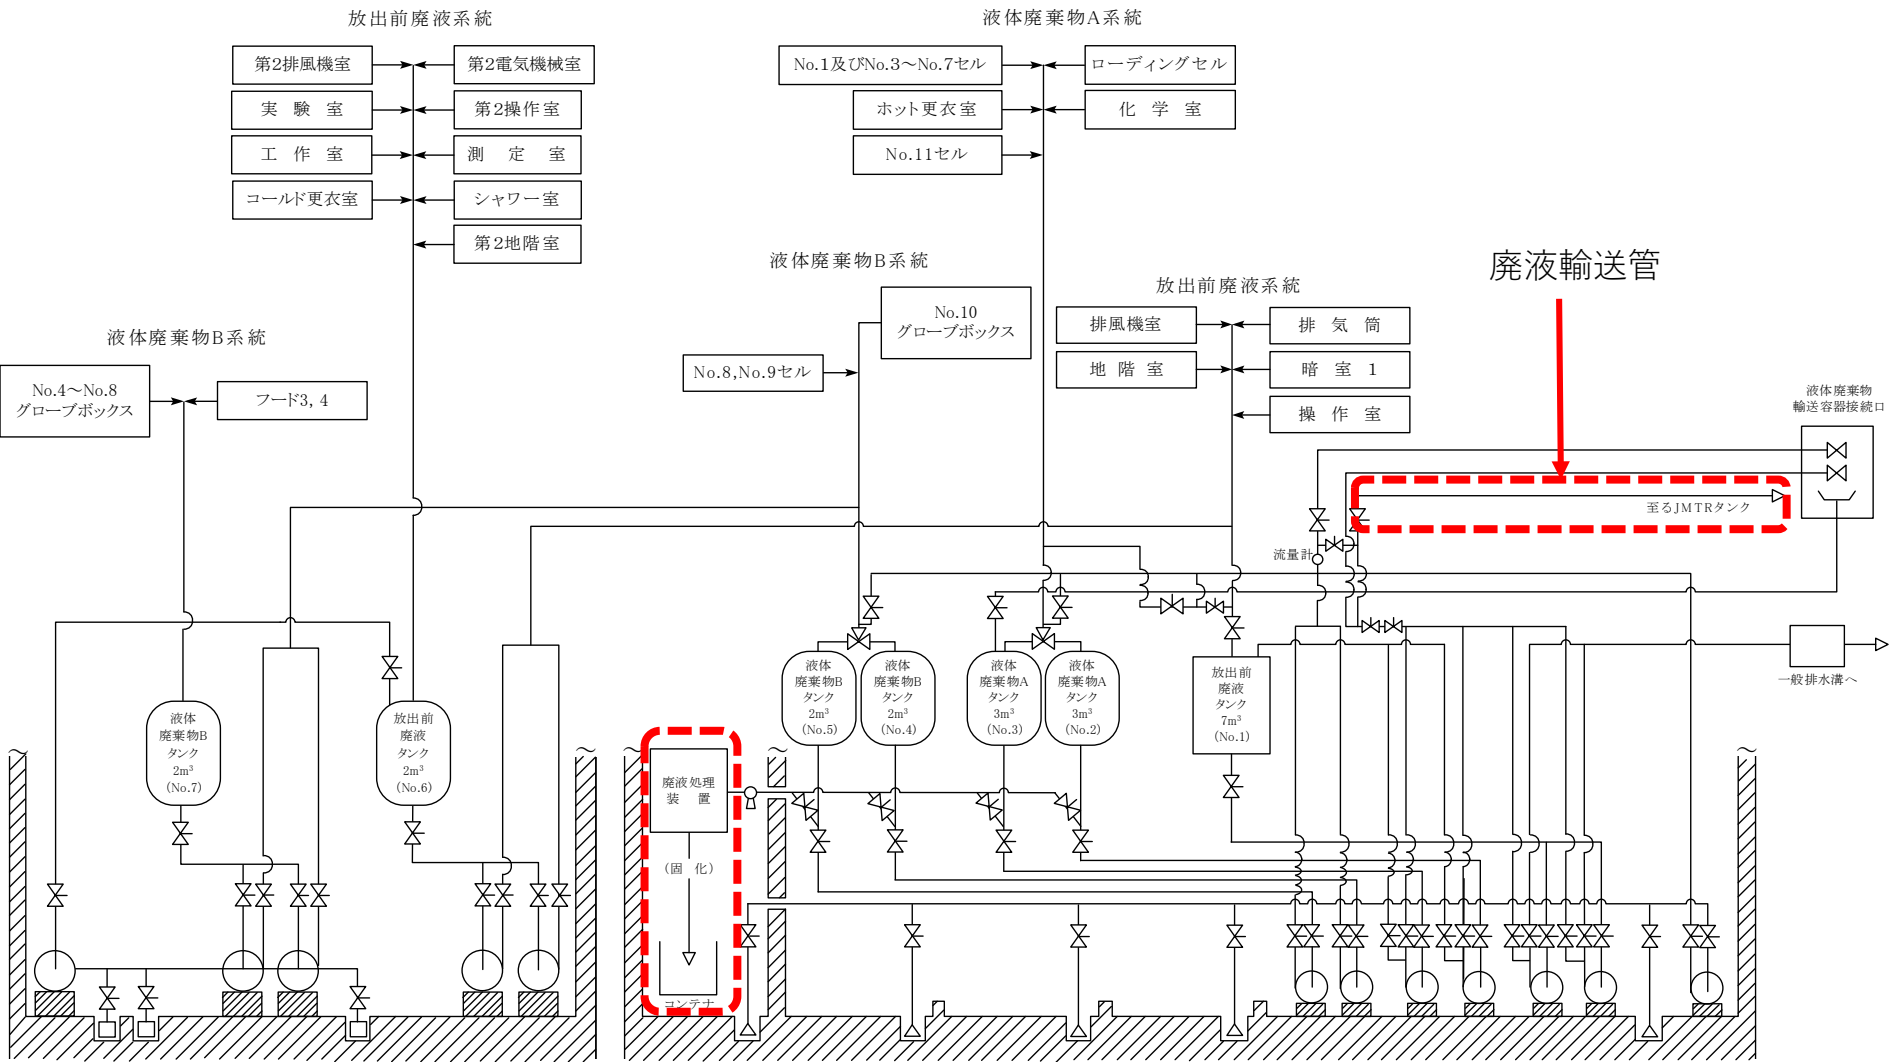 放出前廃液系統
第2排風機室
第2電気機械室
実 験 室
第2操作室
工 作 室
測 定 室
コールド更衣室
シャワー室
第2地階室
液体廃棄物A系統
No.1及びNo.3～No.7セル
ローディングセル
ホット更衣室
化 学 室
No.11セル
液体廃棄物B系統
No.10
グローブボックス
No.8,No.9セル
放出前廃液系統
排風機室
排 気 筒
地 階 室
暗 室 1
操 作 室
廃液輸送管
液体廃棄物B系統
No.4～No.8
グローブボックス
フード3, 4
液体廃棄物
輸送容器接続口
至るJMTRタンク
流量計
液体
廃棄物B
タンク
2m³
(No.7)
放出前
廃液
タンク
2m³
(No.6)
液体
廃棄物B
タンク
2m³
(No.5)
液体
廃棄物B
タンク
2m³
(No.4)
液体
廃棄物A
タンク
3m³
(No.3)
液体
廃棄物A
タンク
3m³
(No.2)
放出前
廃液
タンク
7m³
(No.1)
一般排水溝へ
廃液処理
装 置
(固 化)
コンテナ